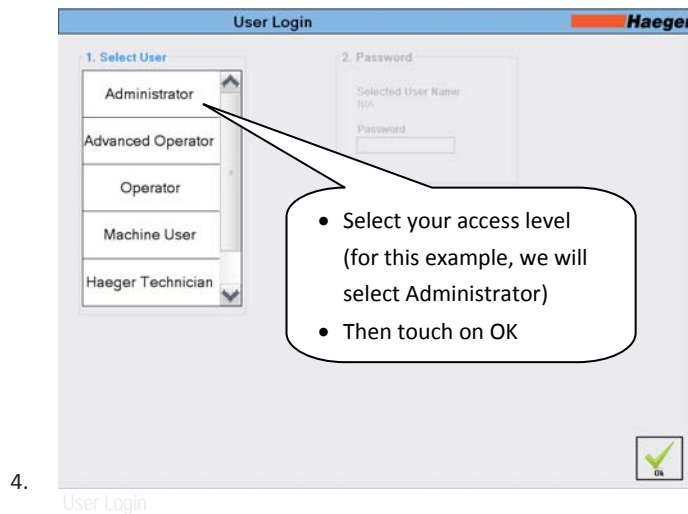 User Login
Haeger
1. Select User
Administrator
Advanced Operator
Operator
Machine User
Haeger Technician
2. Password
Selected User Name
N/A
Password
• Select your access level
(for this example, we will
select Administrator)
• Then touch on OK
Ok
4.
User Login